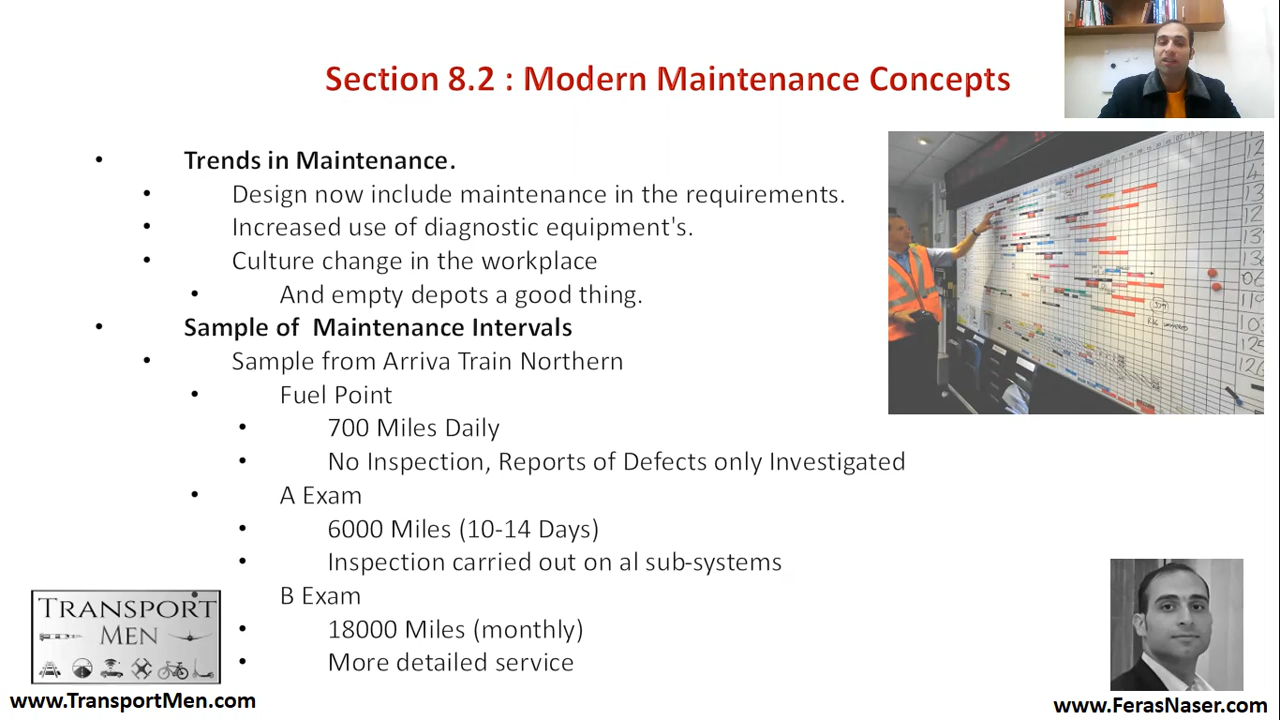 Section 8.2 : Modern Maintenance Concepts
• Trends in Maintenance.
• Design now include maintenance in the requirements.
• Increased use of diagnostic equipment's.
• Culture change in the workplace
• And empty depots a good thing.
• Sample of Maintenance Intervals
• Sample from Arriva Train Northern
• Fuel Point
• 700 Miles Daily
• No Inspection, Reports of Defects only Investigated
• A Exam
• 6000 Miles (10-14 Days)
• Inspection carried out on al sub-systems
• B Exam
• 18000 Miles (monthly)
• More detailed service
TRANSPORT
MEN
www.TransportMen.com
www.FerasNaser.com